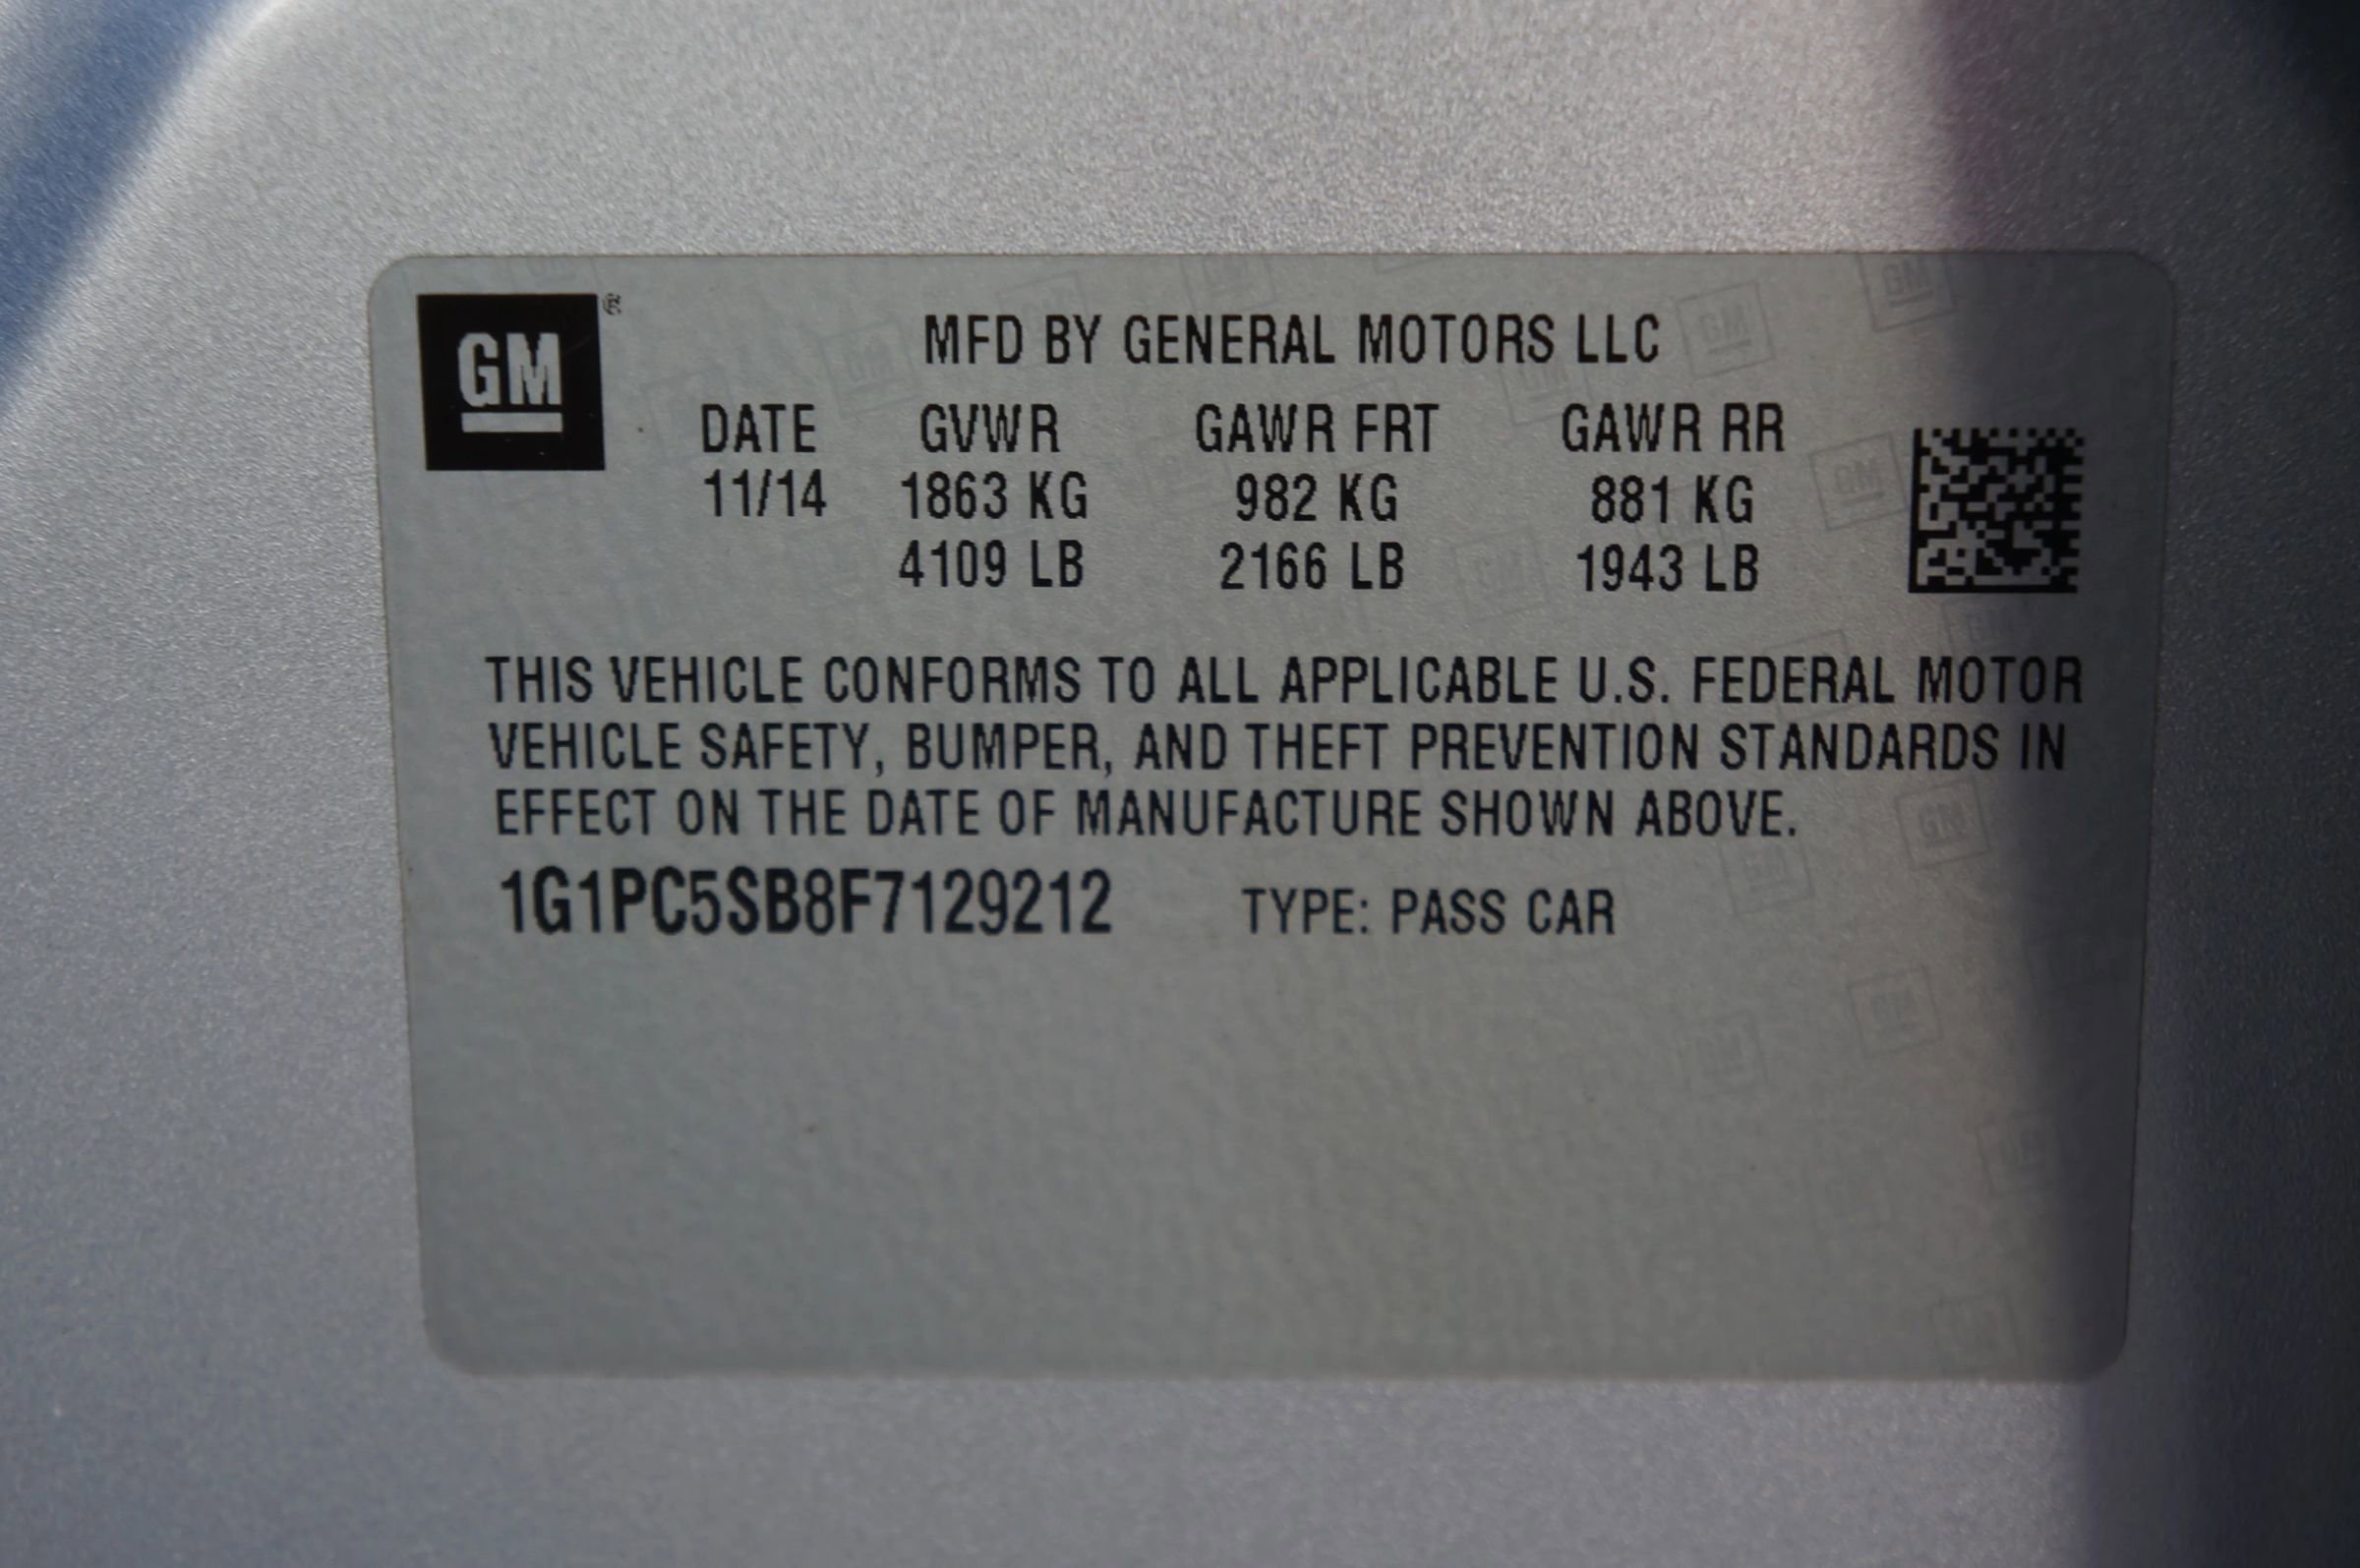 GM®
MFD BY GENERAL MOTORS LLC
DATE GVWR GAWR FRT GAWR RR
11/14 1863 KG 982 KG 881 KG
4109 LB 2166 LB 1943 LB
THIS VEHICLE CONFORMS TO ALL APPLICABLE U.S. FEDERAL MOTOR
VEHICLE SAFETY, BUMPER, AND THEFT PREVENTION STANDARDS IN
EFFECT ON THE DATE OF MANUFACTURE SHOWN ABOVE.
1G1PC5SB8F7129212 TYPE: PASS CAR